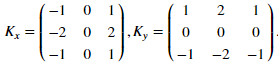 K_x = \begin{pmatrix} -1 & 0 & 1 \\ -2 & 0 & 2 \\ -1 & 0 & 1 \end{pmatrix}, K_y = \begin{pmatrix} 1 & 2 & 1 \\ 0 & 0 & 0 \\ -1 & -2 & -1 \end{pmatrix}.